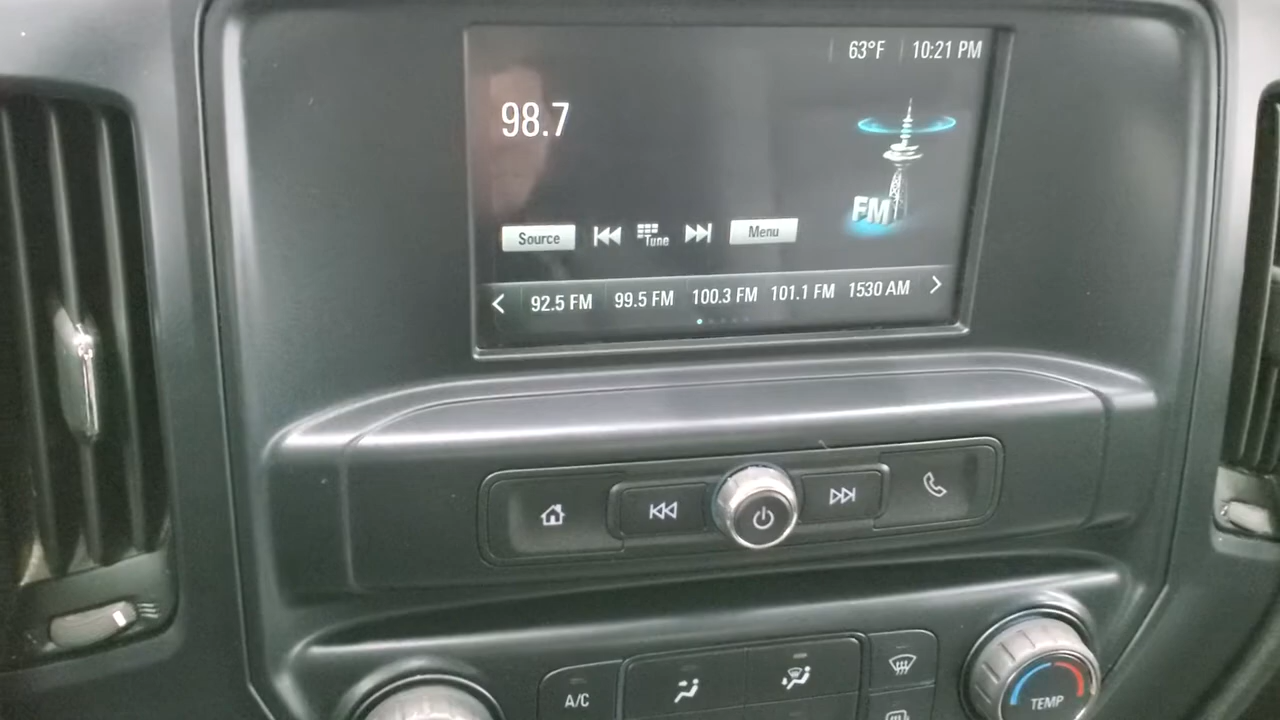 63°F 10:21 PM
98.7
FM
Source Tune Menu
92.5 FM 99.5 FM 100.3 FM 101.1 FM 1530 AM
A/C
TEMP